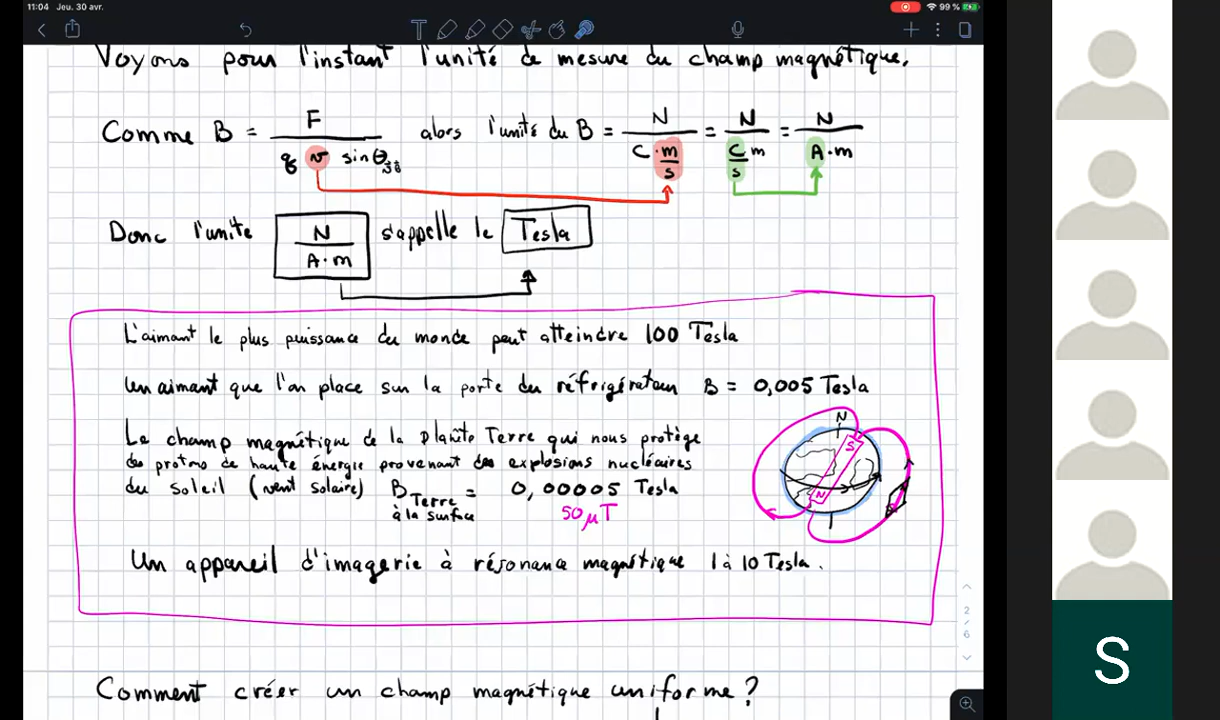 11:04 Jeu. 30 avr.
99 %
Voyons pour l'instant l'unité de mesure du champ magnétique.
Comme B = F / q v sinθ alors l'unité du B = N / C · m/s = N / C/s m = N / A · m
Donc l'unité N / A · m s'appelle le Tesla
L'aimant le plus puissance du monde peut atteindre 100 Tesla
Un aimant que l'on place sur la porte du réfrigérateur B = 0,005 Tesla
Le champ magnétique de la planète Terre qui nous protège
des protons de haute énergie provenant des explosions nucléaires
du soleil (vent solaire) B Terre à la surface = 0,00005 Tesla
50 μT
N
S
N
Un appareil d'imagerie à résonance magnétique 1 à 10 Tesla.
2 / 6
Comment créer un champ magnétique uniforme ?
S